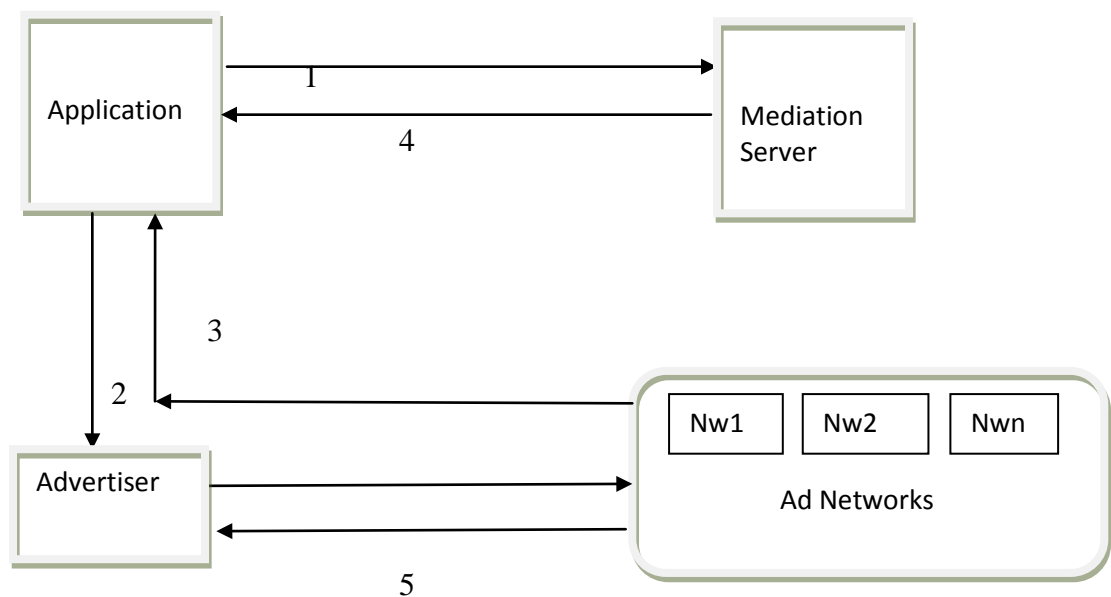 1
Application
Mediation
Server
4
3
2
Nw1
Nw2
Nwn
Advertiser
Ad Networks
5